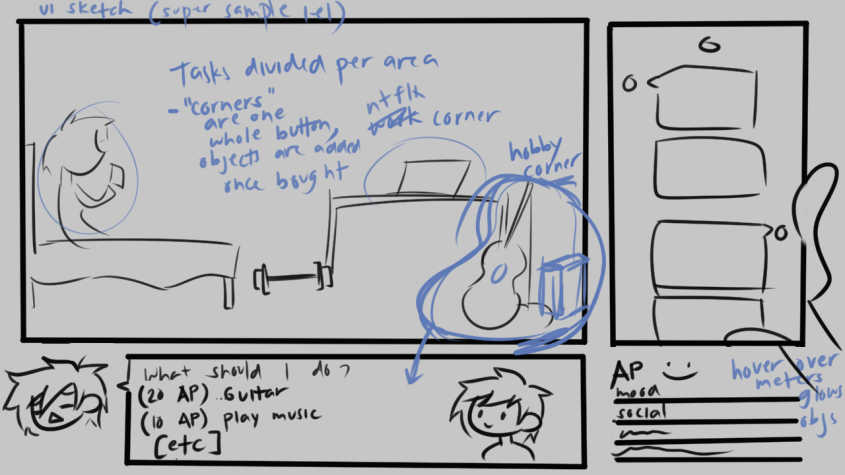 ui sketch (super sample 1-e1)
Tasks divided per area
- "corners"
are one
whole button,
objects are added
once bought
ntflx
work corner
hobby
corner
What should I do?
(20 AP) Guitar
(10 AP) play music
[etc]
AP
mood
social
hover over
meters
glows
objs